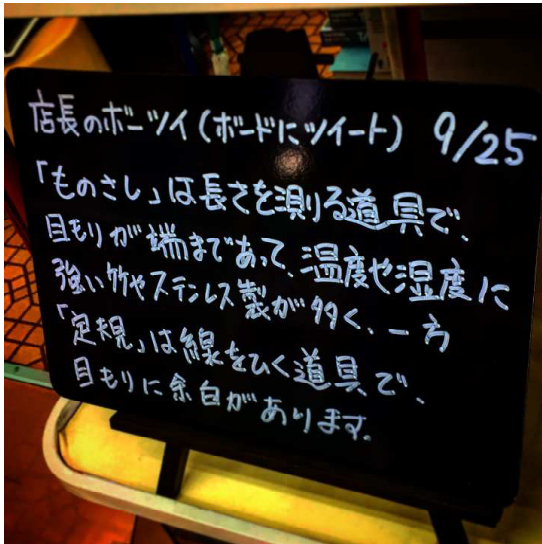 店長のボーツイ(ボードにツイート) 9/25
「ものさし」は長さを測る道具で、
目もりが端まであって、温度や湿度に
強い竹やステンレス製が多く、一方
「定規」は線をひく道具で、
目もりに余白があります。